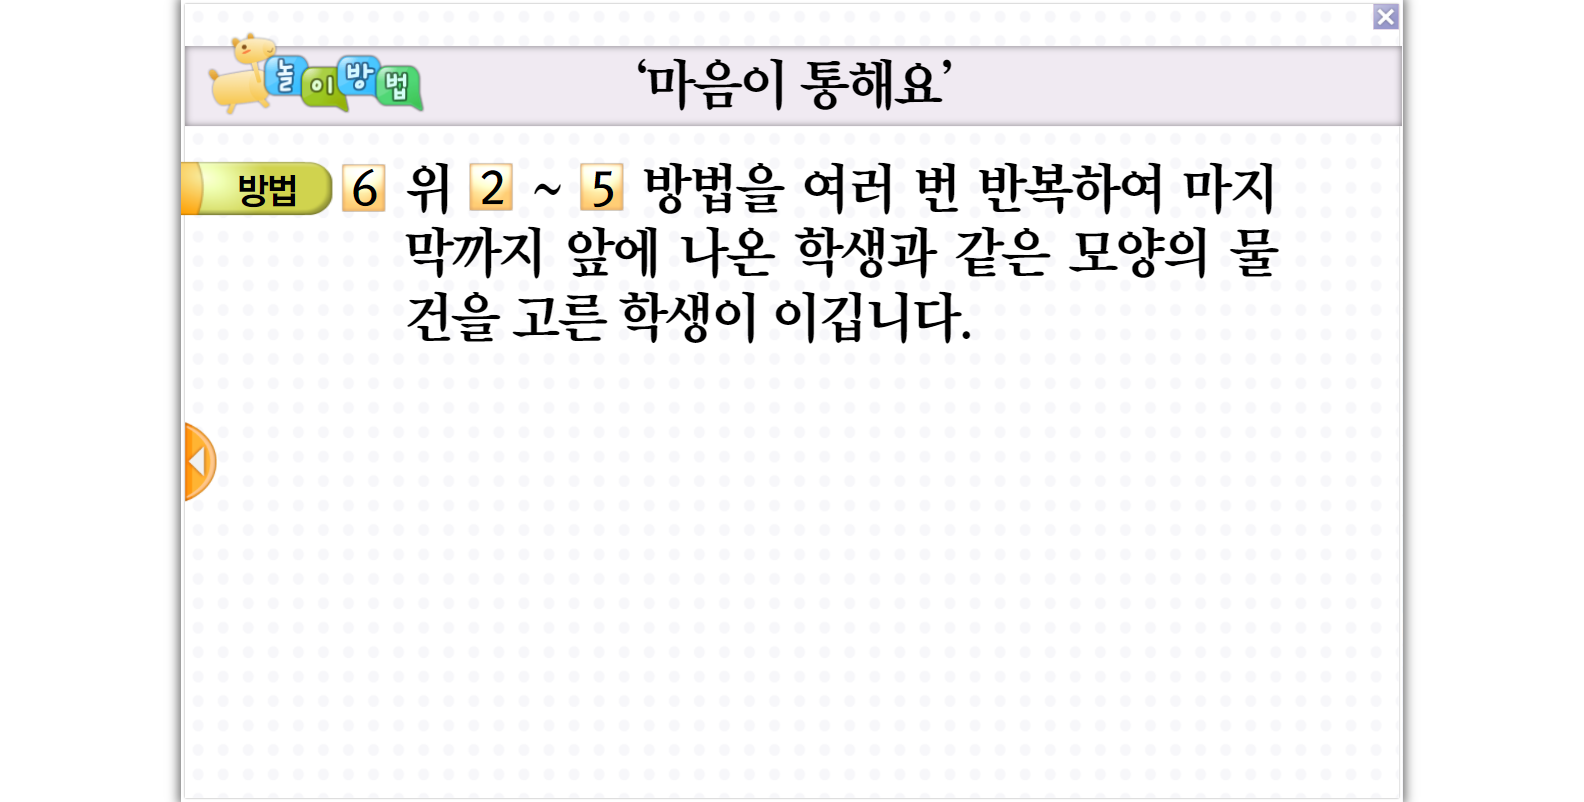 놀이방법
‘마음이 통해요’
방법 6 위 2 ~ 5 방법을 여러 번 반복하여 마지
막까지 앞에 나온 학생과 같은 모양의 물
건을 고른 학생이 이깁니다.